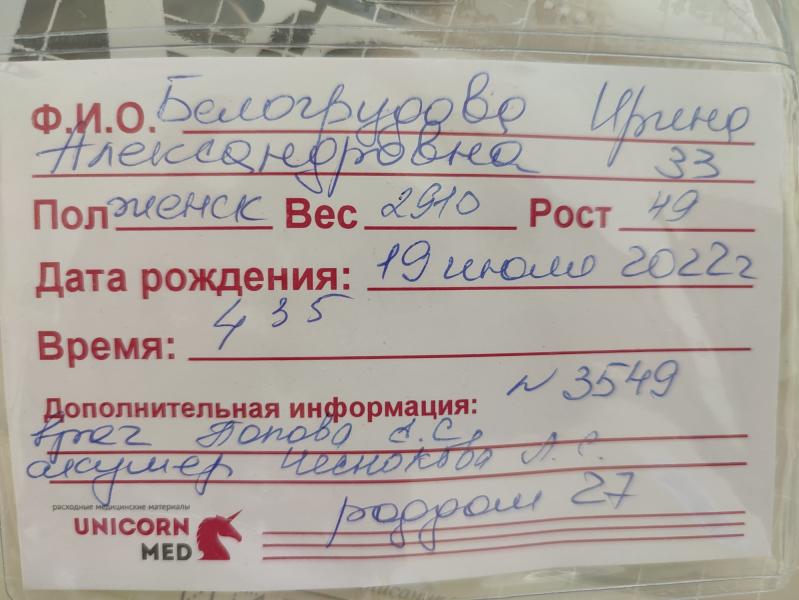 Ф.И.О. Белогрудова Ирина
Александровна 33
Пол женск Вес 2910 Рост 49
Дата рождения: 19 июля 2022г
Время: 4 35
Дополнительная информация: N 3549
врач Попова А.С
акушер Чеснокова Л.С.
расходные медицинские материалы
UNICORN
MED
роддом 27